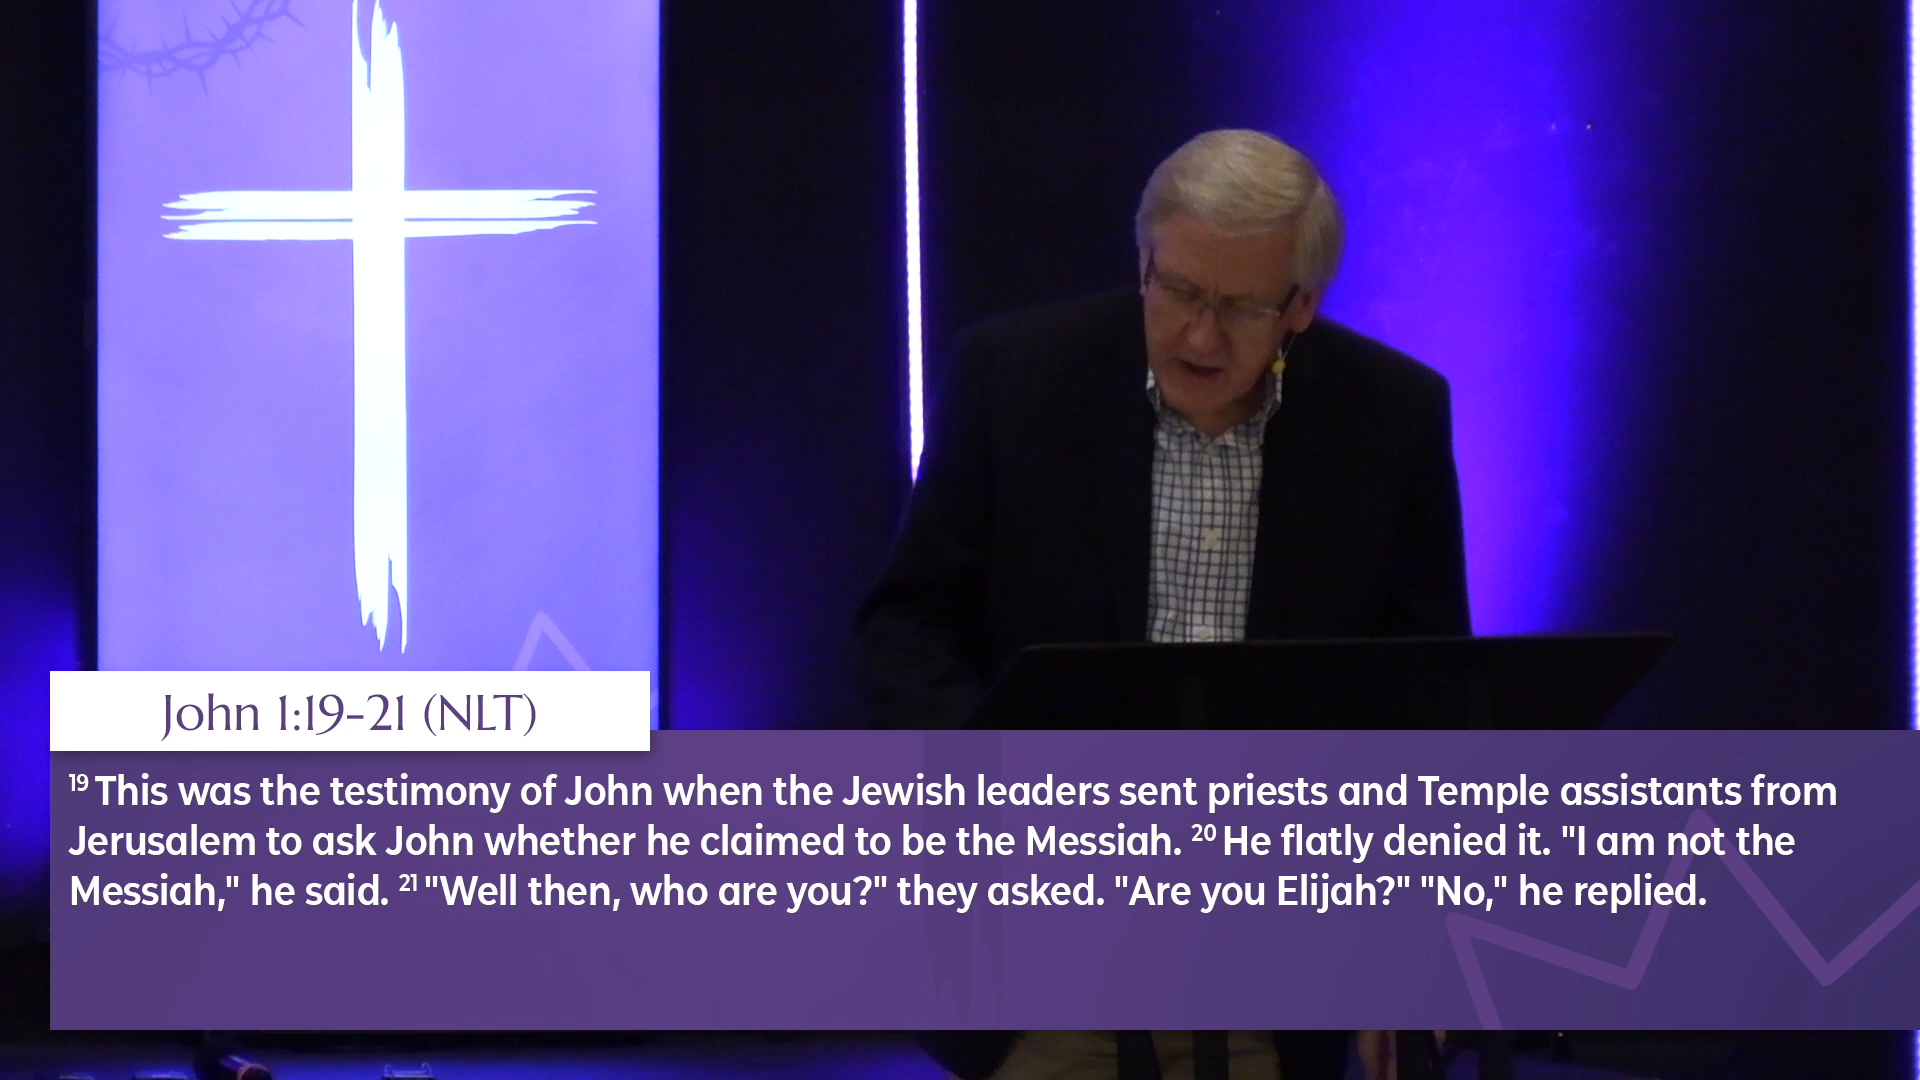 John 1:19-21 (NLT)
19 This was the testimony of John when the Jewish leaders sent priests and Temple assistants from
Jerusalem to ask John whether he claimed to be the Messiah. 20 He flatly denied it. "I am not the
Messiah," he said. 21 "Well then, who are you?" they asked. "Are you Elijah?" "No," he replied.